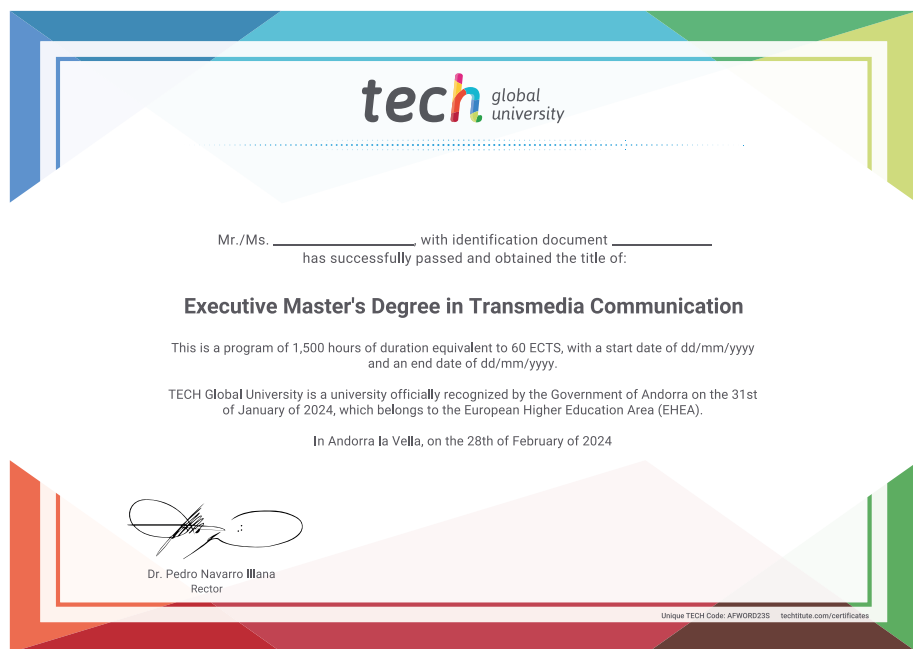 tech global university
Mr./Ms. ____________, with identification document ____________
has successfully passed and obtained the title of:
Executive Master's Degree in Transmedia Communication
This is a program of 1,500 hours of duration equivalent to 60 ECTS, with a start date of dd/mm/yyyy
and an end date of dd/mm/yyyy.
TECH Global University is a university officially recognized by the Government of Andorra on the 31st
of January of 2024, which belongs to the European Higher Education Area (EHEA).
In Andorra la Vella, on the 28th of February of 2024
Dr. Pedro Navarro Illana
Rector
Unique TECH Code: AFWORD23S techtitute.com/certificates